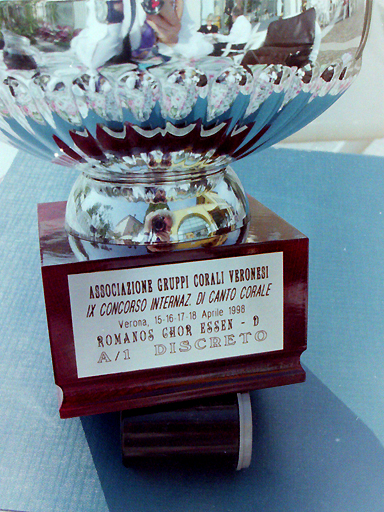 ASSOCIAZIONE GRUPPI CORALI VERONESI
IX CONCORSO INTERNAZ. DI CANTO CORALE
Verona, 15-16-17-18 Aprile 1998
ROMANOS CHOR ESSEN - D
A/1 DISCRETO